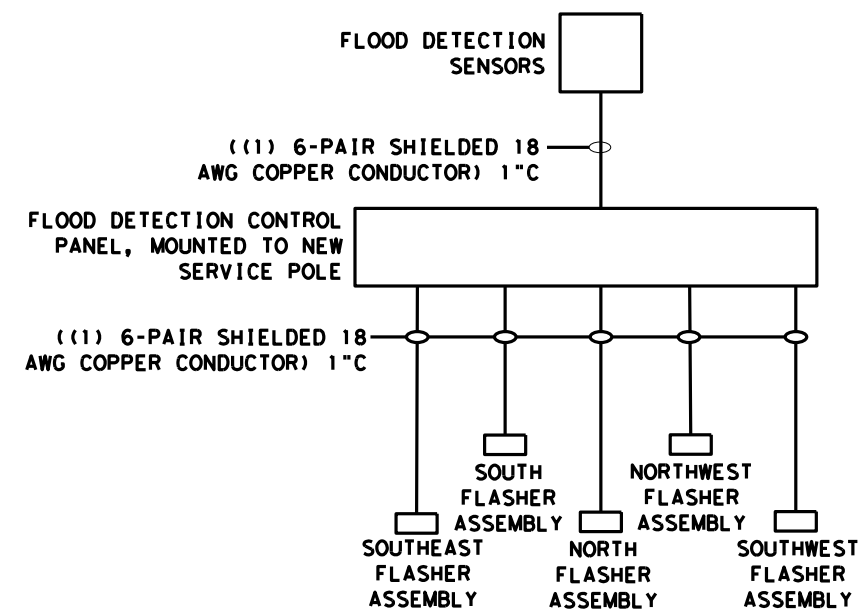 FLOOD DETECTION
SENSORS
((1) 6-PAIR SHIELDED 18
AWG COPPER CONDUCTOR) 1"C
FLOOD DETECTION CONTROL
PANEL, MOUNTED TO NEW
SERVICE POLE
((1) 6-PAIR SHIELDED 18
AWG COPPER CONDUCTOR) 1"C
SOUTH
FLASHER
ASSEMBLY
NORTHWEST
FLASHER
ASSEMBLY
SOUTHEAST
FLASHER
ASSEMBLY
NORTH
FLASHER
ASSEMBLY
SOUTHWEST
FLASHER
ASSEMBLY